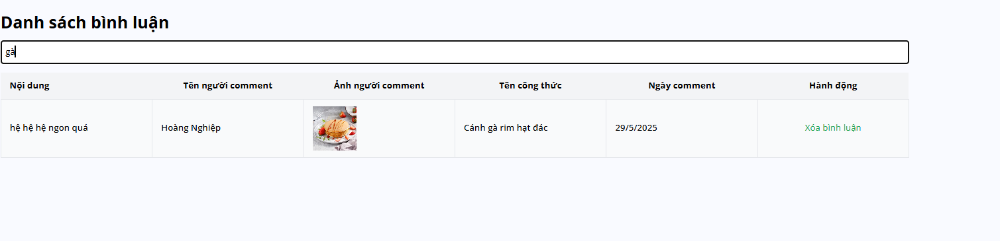 Danh sách bình luận
gà
Nội dung Tên người comment Ảnh người comment Tên công thức Ngày comment Hành động
hệ hệ hệ ngon quá Hoàng Nghiệp Cánh gà rim hạt đác 29/5/2025 Xóa bình luận